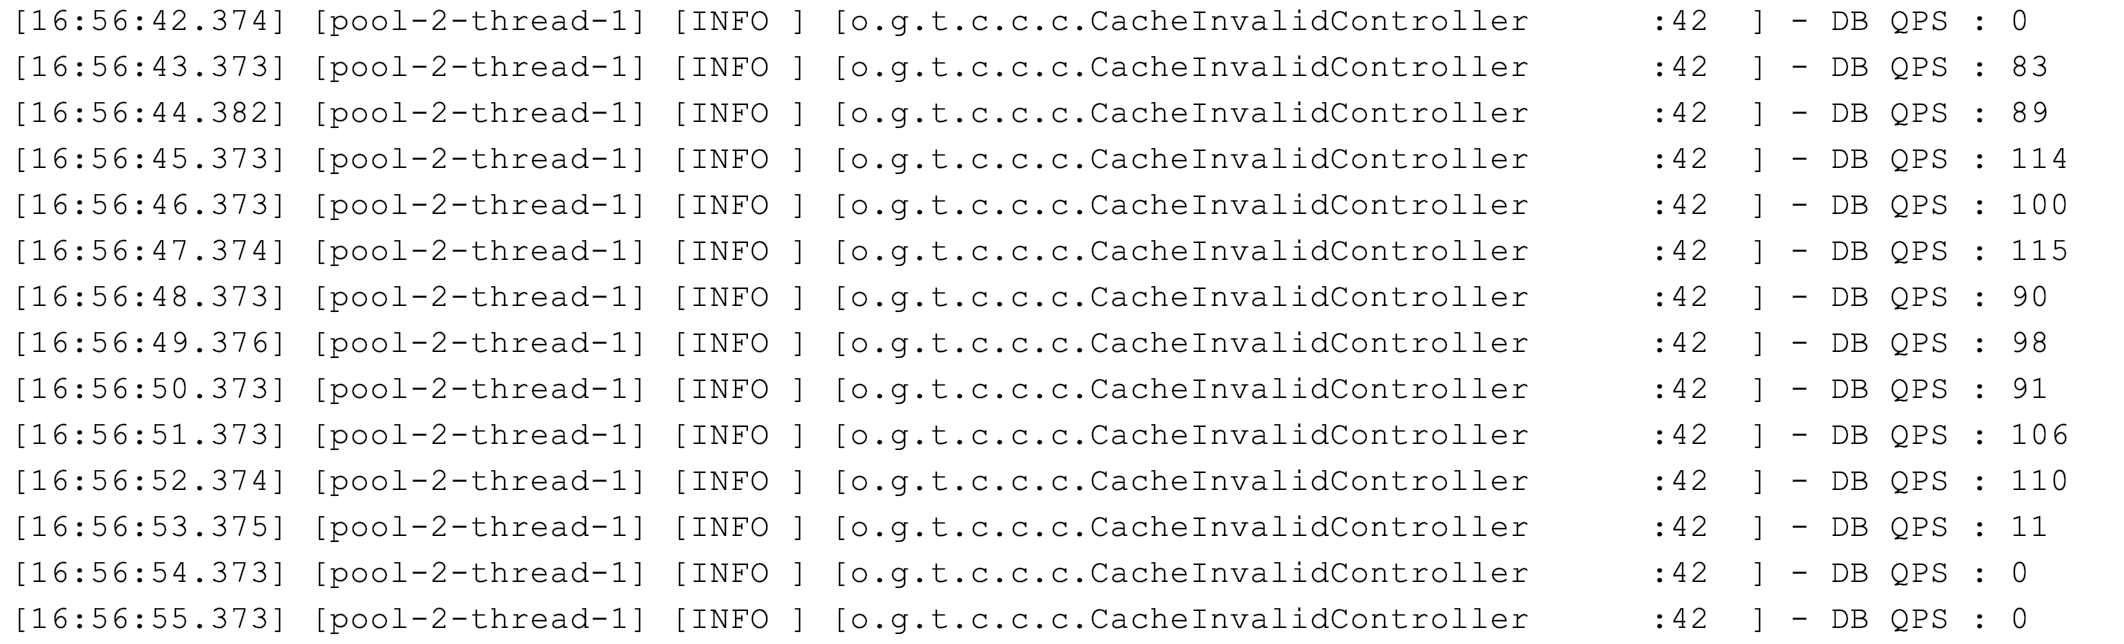 [16:56:42.374] [pool-2-thread-1] [INFO ] [o.g.t.c.c.c.CacheInvalidController      :42  ] - DB QPS : 0
[16:56:43.373] [pool-2-thread-1] [INFO ] [o.g.t.c.c.c.CacheInvalidController      :42  ] - DB QPS : 83
[16:56:44.382] [pool-2-thread-1] [INFO ] [o.g.t.c.c.c.CacheInvalidController      :42  ] - DB QPS : 89
[16:56:45.373] [pool-2-thread-1] [INFO ] [o.g.t.c.c.c.CacheInvalidController      :42  ] - DB QPS : 114
[16:56:46.373] [pool-2-thread-1] [INFO ] [o.g.t.c.c.c.CacheInvalidController      :42  ] - DB QPS : 100
[16:56:47.374] [pool-2-thread-1] [INFO ] [o.g.t.c.c.c.CacheInvalidController      :42  ] - DB QPS : 115
[16:56:48.373] [pool-2-thread-1] [INFO ] [o.g.t.c.c.c.CacheInvalidController      :42  ] - DB QPS : 90
[16:56:49.376] [pool-2-thread-1] [INFO ] [o.g.t.c.c.c.CacheInvalidController      :42  ] - DB QPS : 98
[16:56:50.373] [pool-2-thread-1] [INFO ] [o.g.t.c.c.c.CacheInvalidController      :42  ] - DB QPS : 91
[16:56:51.373] [pool-2-thread-1] [INFO ] [o.g.t.c.c.c.CacheInvalidController      :42  ] - DB QPS : 106
[16:56:52.374] [pool-2-thread-1] [INFO ] [o.g.t.c.c.c.CacheInvalidController      :42  ] - DB QPS : 110
[16:56:53.375] [pool-2-thread-1] [INFO ] [o.g.t.c.c.c.CacheInvalidController      :42  ] - DB QPS : 11
[16:56:54.373] [pool-2-thread-1] [INFO ] [o.g.t.c.c.c.CacheInvalidController      :42  ] - DB QPS : 0
[16:56:55.373] [pool-2-thread-1] [INFO ] [o.g.t.c.c.c.CacheInvalidController      :42  ] - DB QPS : 0